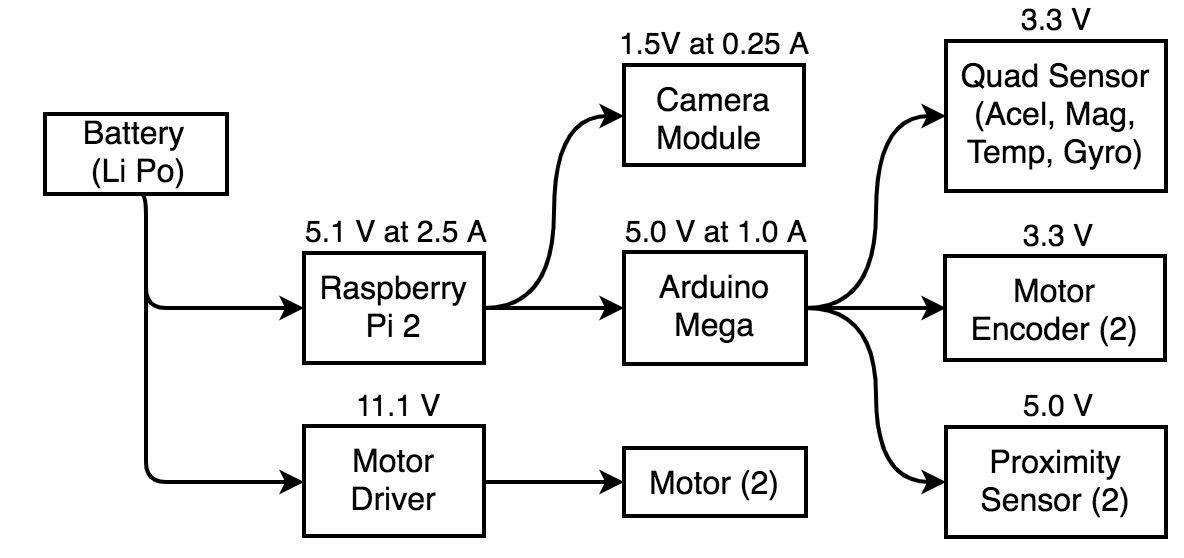 Battery
(Li Po)
5.1 V at 2.5 A
Raspberry
Pi 2
11.1 V
Motor
Driver
1.5V at 0.25 A
Camera
Module
5.0 V at 1.0 A
Arduino
Mega
Motor (2)
3.3 V
Quad Sensor
(Acel, Mag,
Temp, Gyro)
3.3 V
Motor
Encoder (2)
5.0 V
Proximity
Sensor (2)